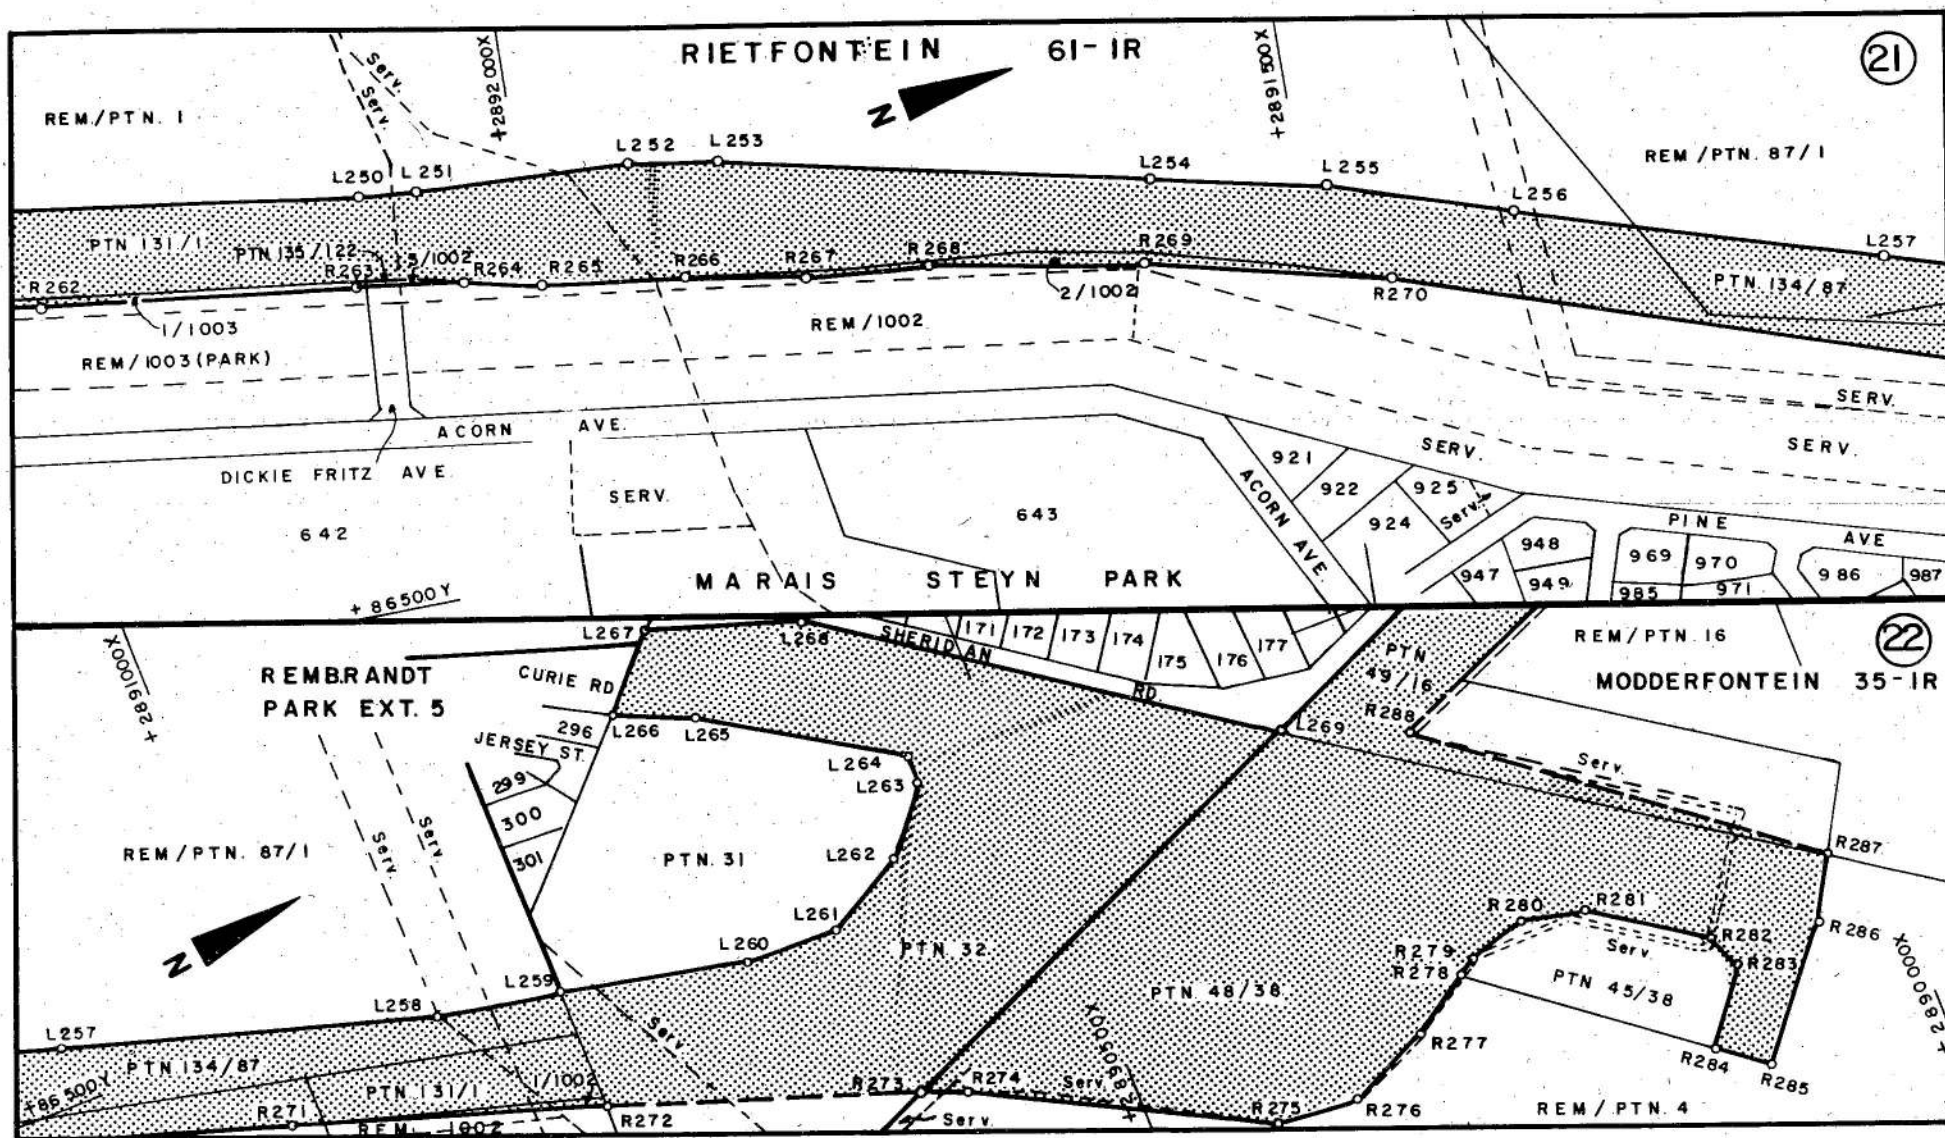 RIETFONTEIN 61-IR
21
N
Serv.
Serv.
+2892 000X
+2891 500X
REM./PTN. 1
REM /PTN. 87/1
L250
L251
L252
L253
L254
L255
L256
L257
PTN 131/1
PTN 135/122
R262
R263
R264
R265
R266
R267
R268
R269
R270
PTN. 134/87
1/1003
2/1002
REM/1003 (PARK)
REM/1002
SERV.
SERV.
SERV.
ACORN AVE.
DICKIE FRITZ AVE.
SERV.
642
643
ACORN AVE.
921
922
924
925
Serv.
PINE AVE
947
948
949
969
970
971
985
986
987
MARAIS STEYN PARK
+ 86500Y
22
REM/PTN. 16
MODDERFONTEIN 35-IR
+ 2891000X
REMBRANDT
PARK EXT. 5
CURIE RD
L267
L268
SHERIDAN RD
171
172
173
174
175
176
177
PTN
49/16
R288
L269
296
JERSEY ST.
299
300
301
L266
L265
L264
L263
L262
L261
L260
L259
L258
L257
Serv.
Serv.
Serv.
REM/PTN. 87/1
PTN. 31
PTN 32
N
Serv
R287
R286
R285
R284
R283
R282
R281
R280
R279
R278
R277
R276
R275
R274
R273
R272
R271
Serv
PTN 45/38
PTN 48/38
+ 2890500X
+ 2890000X
PTN 134/87
+86 500Y
PTN 131/1
1/1002
REM 1002
Serv
Serv.
REM / PTN. 4